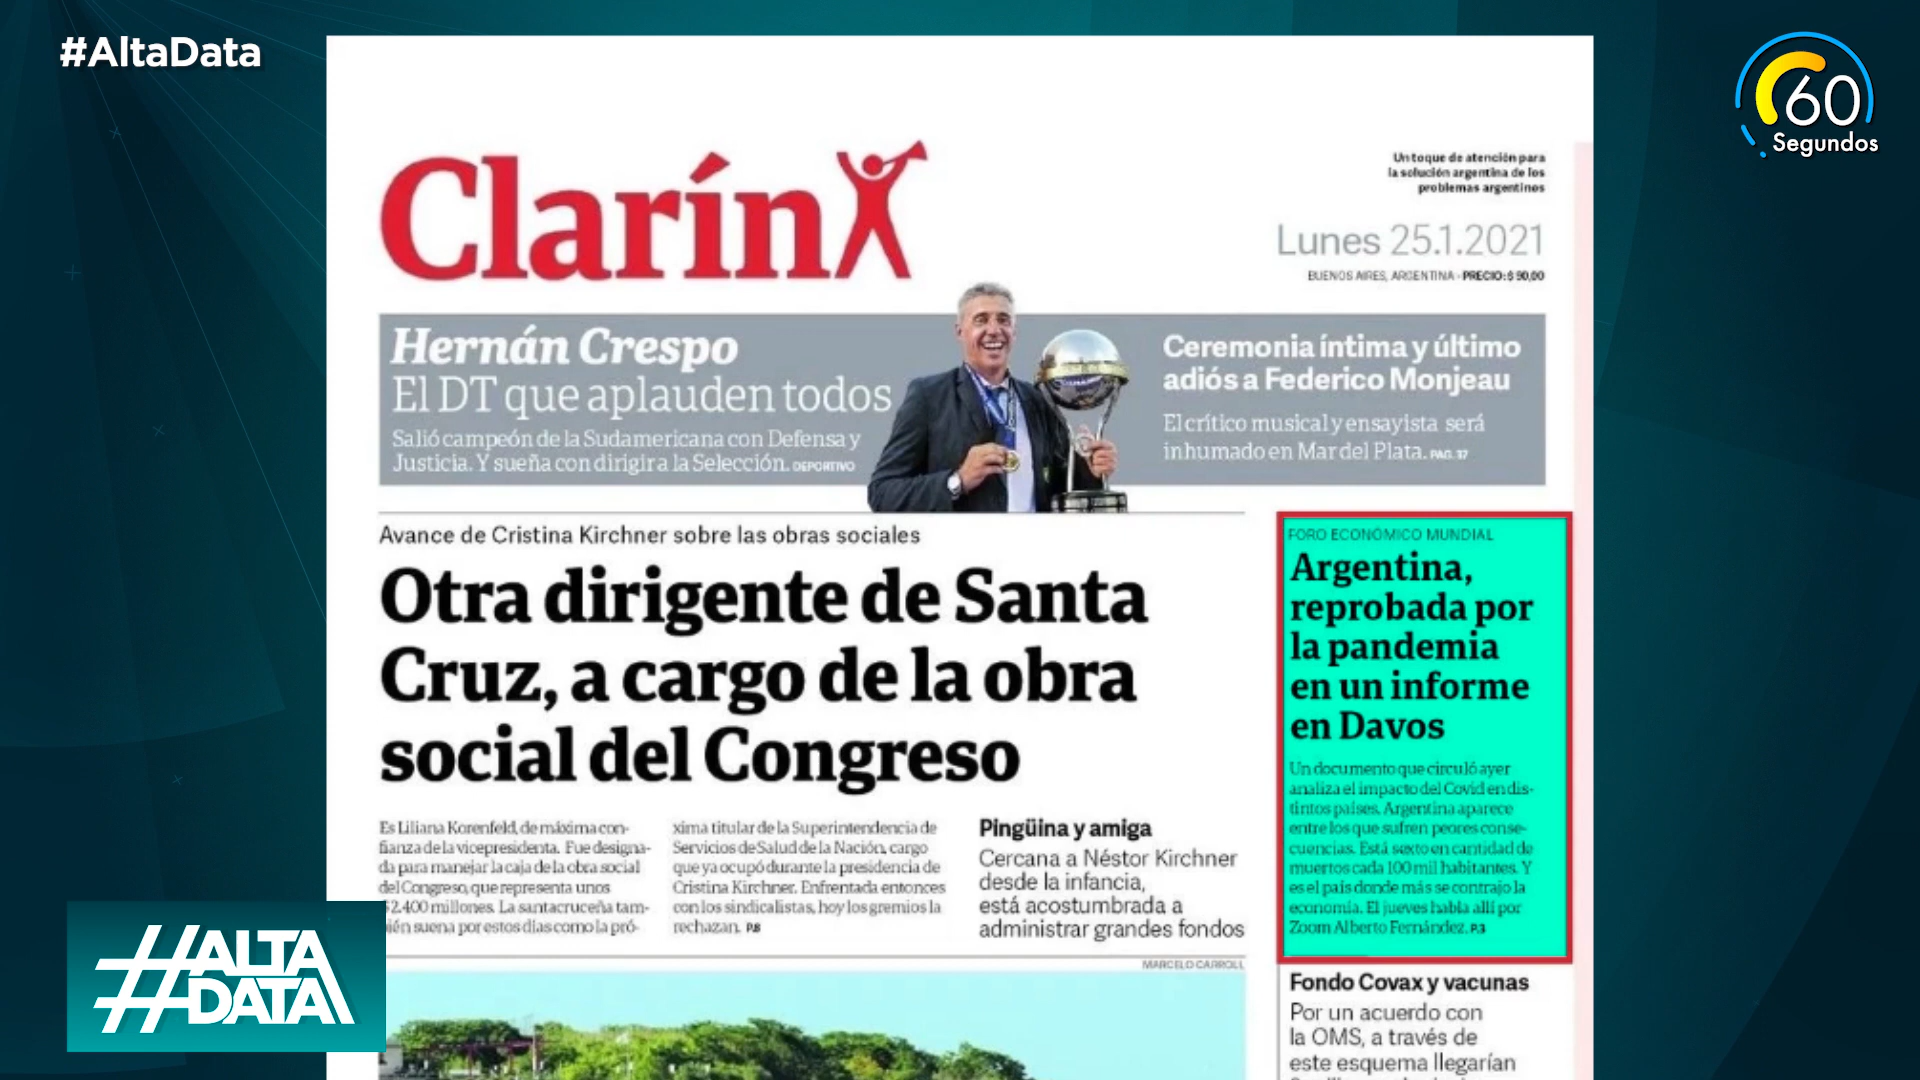 #AltaData
60
Segundos
Clarín
Un toque de atención para
la solución argentina de los
problemas argentinos
Lunes 25.1.2021
BUENOS AIRES, ARGENTINA - PRECIO: $ 90,00
Hernán Crespo
El DT que aplauden todos
Salió campeón de la Sudamericana con Defensa y
Justicia. Y sueña con dirigir a la Selección. DEPORTIVO
Ceremonia íntima y último
adiós a Federico Monjeau
El crítico musical y ensayista será
inhumado en Mar del Plata. PAG. 37
Avance de Cristina Kirchner sobre las obras sociales
Otra dirigente de Santa
Cruz, a cargo de la obra
social del Congreso
Es Liliana Korenfeld, de máxima con-
fianza de la vicepresidenta. Fue designa-
da para manejar la caja de la obra social
del Congreso, que representa unos
$2.400 millones. La santacruceña tam-
bién suena por estos días como la pró-
xima titular de la Superintendencia de
Servicios de Salud de la Nación, cargo
que ya ocupó durante la presidencia de
Cristina Kirchner. Enfrentada entonces
con los sindicalistas, hoy los gremios la
rechazan. P.8
Pingüina y amiga
Cercana a Néstor Kirchner
desde la infancia,
está acostumbrada a
administrar grandes fondos
MARCELO CARROLL
FORO ECONÓMICO MUNDIAL
Argentina,
reprobada por
la pandemia
en un informe
en Davos
Un documento que circuló ayer
analiza el impacto del Covid en dis-
tintos países. Argentina aparece
entre los que sufren peores conse-
cuencias. Está sexto en cantidad de
muertos cada 100 mil habitantes. Y
es el país donde más se contrajo la
economía. El jueves habla allí por
Zoom Alberto Fernández. P.3
Fondo Covax y vacunas
Por un acuerdo con
la OMS, a través de
este esquema llegarían
#ALTA
DATA